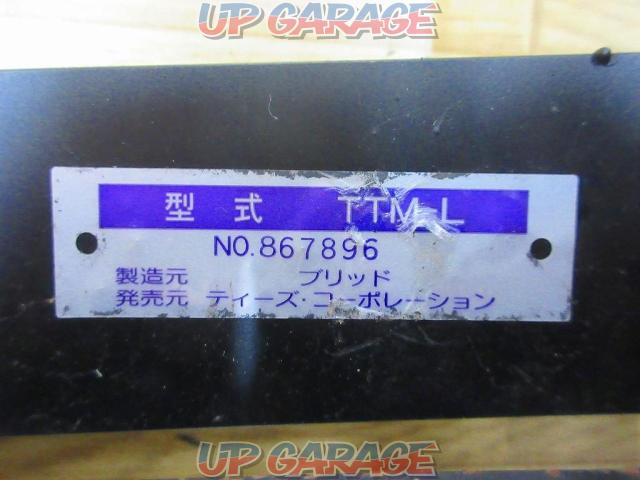 UP GARAGE
型式 TTM-L
NO.867896
製造元 ブリッド
発売元 ティーズ・コーポレーション
UP GARAGE